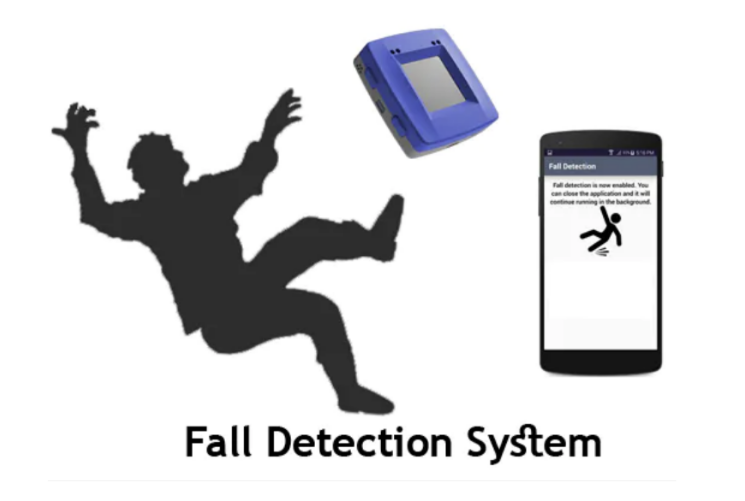 Fall Detection
Fall detection is now enabled. You
can close the application and it will
continue running in the background.
Fall Detection System